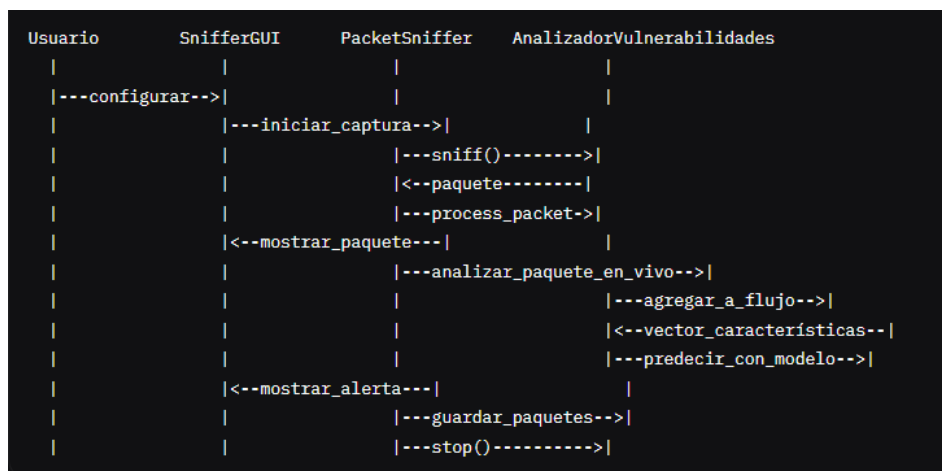 Usuario        SnifferGUI      PacketSniffer    AnalizadorVulnerabilidades
  |                 |                |                    |
  |---configurar-->|                |                    |
  |                 |---iniciar_captura-->|             |
  |                 |                |---sniff()-------->|
  |                 |                |<--paquete--------|
  |                 |                |---process_packet->|
  |                 |<--mostrar_paquete---|              |
  |                 |                |---analizar_paquete_en_vivo-->|
  |                 |                |                    |---agregar_a_flujo-->|
  |                 |                |                    |<--vector_características--|
  |                 |                |                    |---predecir_con_modelo-->|
  |                 |<--mostrar_alerta---|                 |
  |                 |                |---guardar_paquetes-->|
  |                 |                |---stop()---------->|